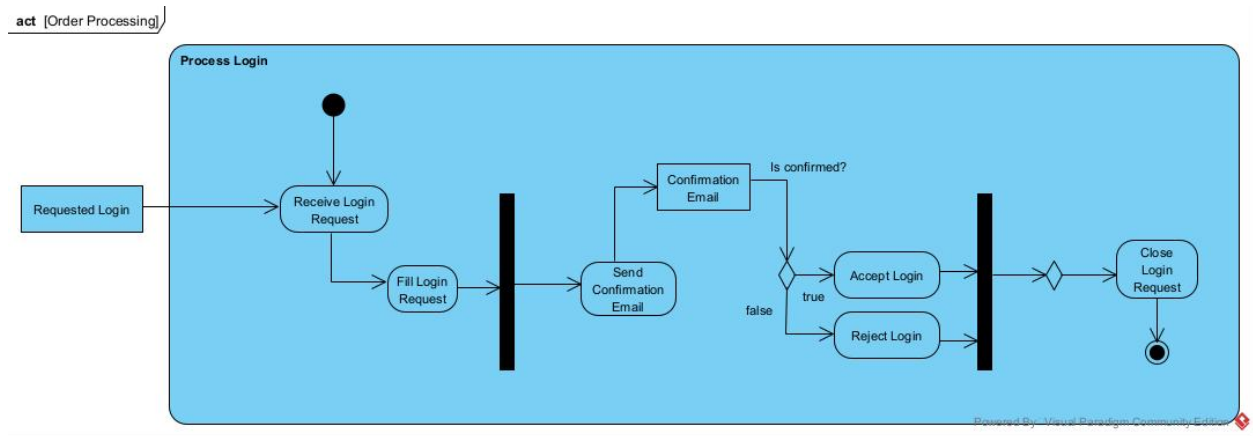 act [Order Processing]
Process Login
Requested Login
Receive Login
Request
Fill Login
Request
Send
Confirmation
Email
Confirmation
Email
Is confirmed?
true
false
Accept Login
Reject Login
Close
Login
Request
Powered By: Visual Paradigm Community Edition